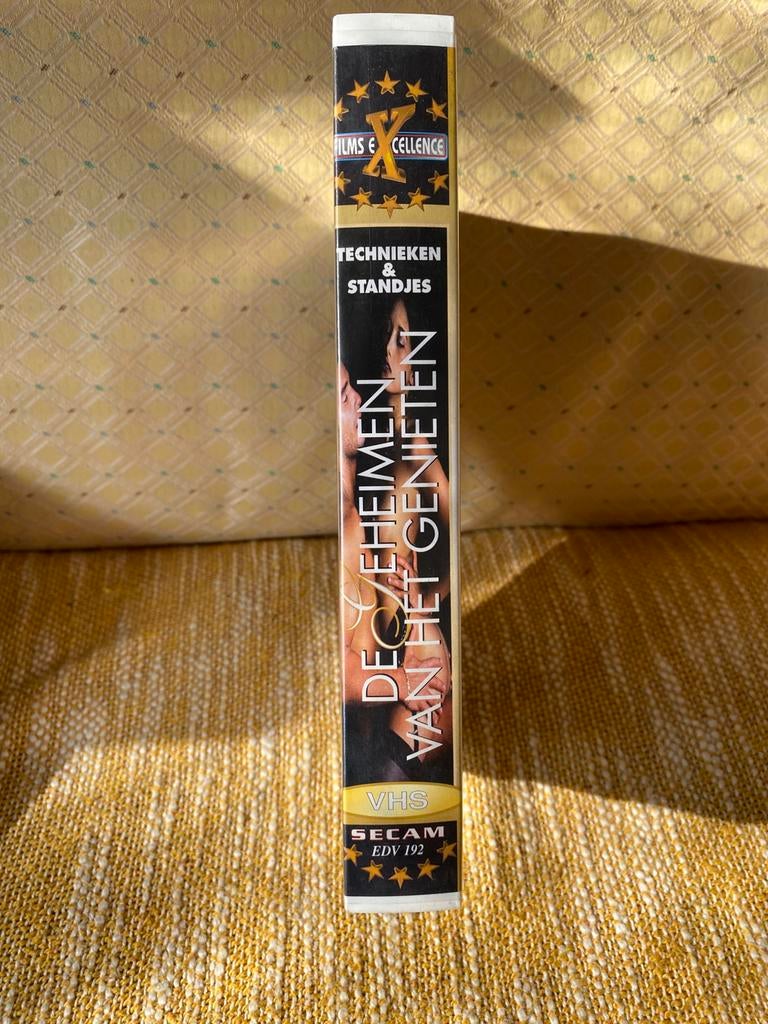 FILMS EXCELLENCE
TECHNIEKEN
&
STANDJES
DE GEHEIMEN
VAN HET GENIETEN
VHS
SECAM
EDV 192